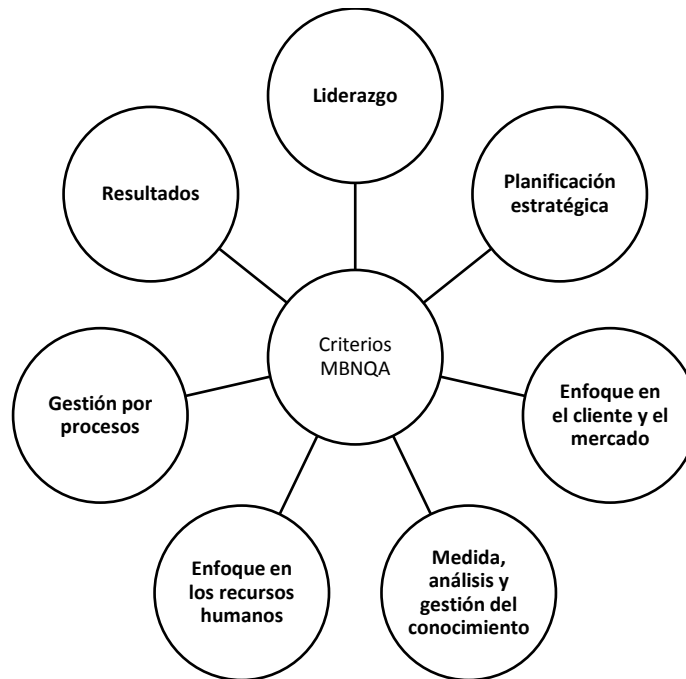 Liderazgo
Planificación
estratégica
Enfoque en
el cliente y el
mercado
Medida,
análisis y
gestión del
conocimiento
Enfoque en
los recursos
humanos
Gestión por
procesos
Resultados
Criterios
MBNQA